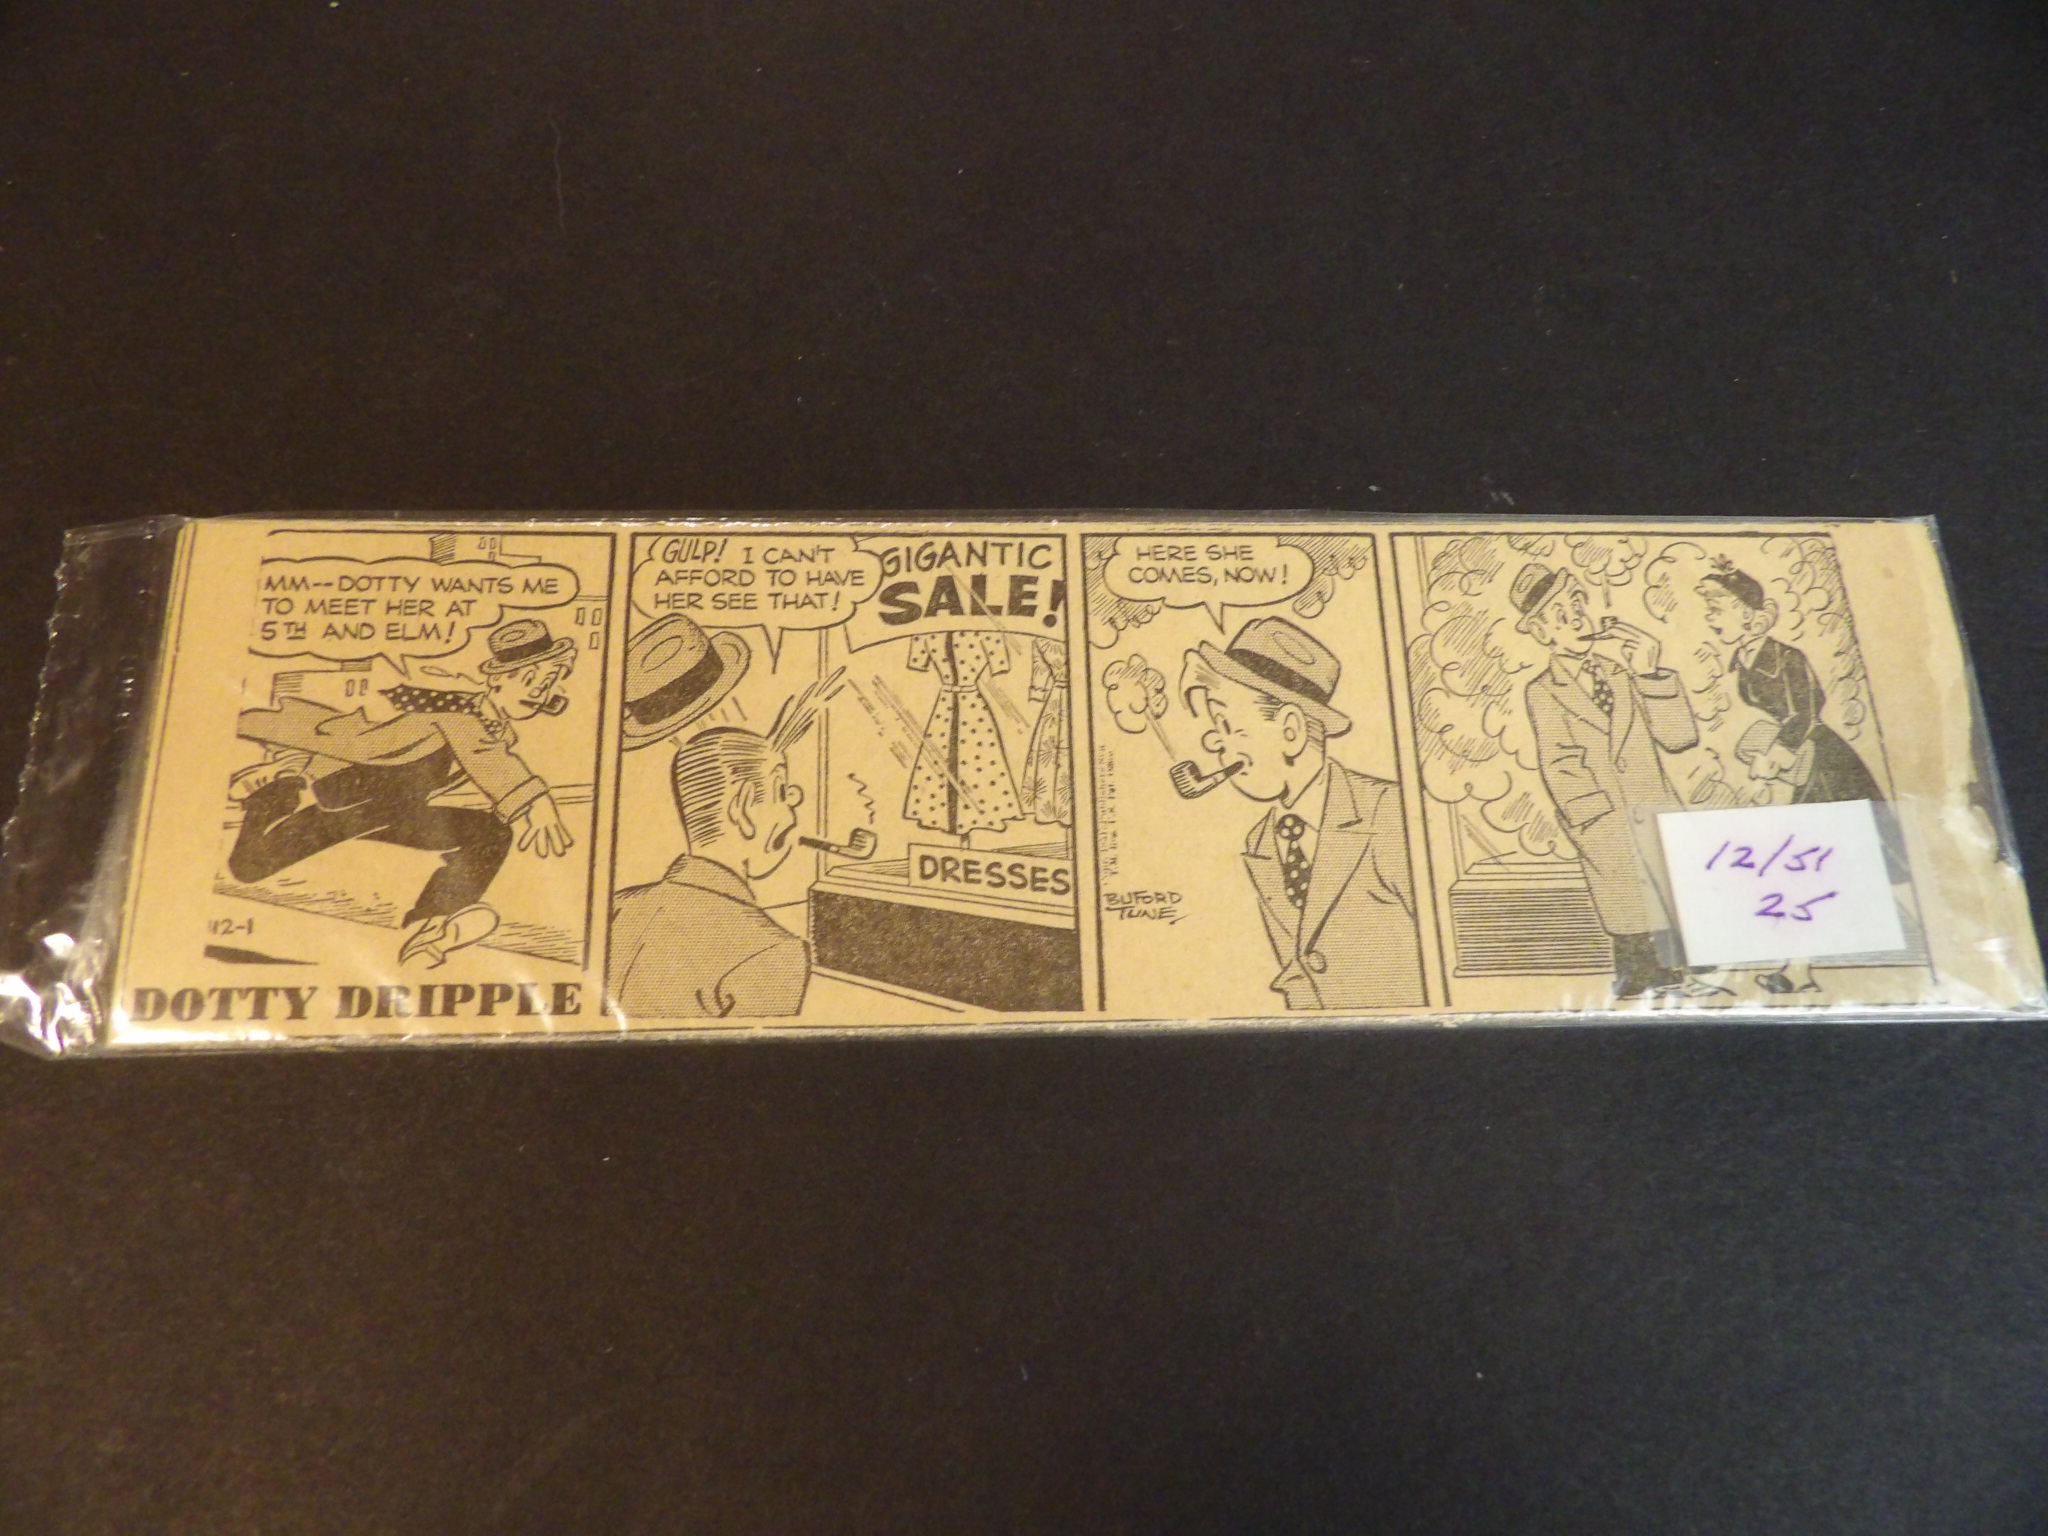 MM--DOTTY WANTS ME
TO MEET HER AT
5TH AND ELM!
12-1
DOTTY DRIPPLE
GULP! I CAN'T
AFFORD TO HAVE
HER SEE THAT!
GIGANTIC
SALE!
DRESSES
HERE SHE
COMES, NOW!
BUFORD
TUNE
12/51
25